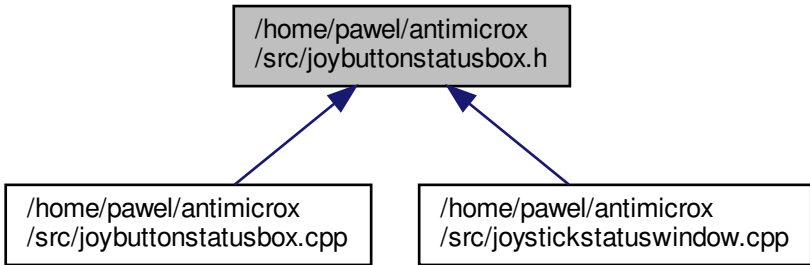 /home/pawel/antimicrox
/src/joybuttonstatusbox.h
/home/pawel/antimicrox
/src/joybuttonstatusbox.cpp
/home/pawel/antimicrox
/src/joystickstatuswindow.cpp